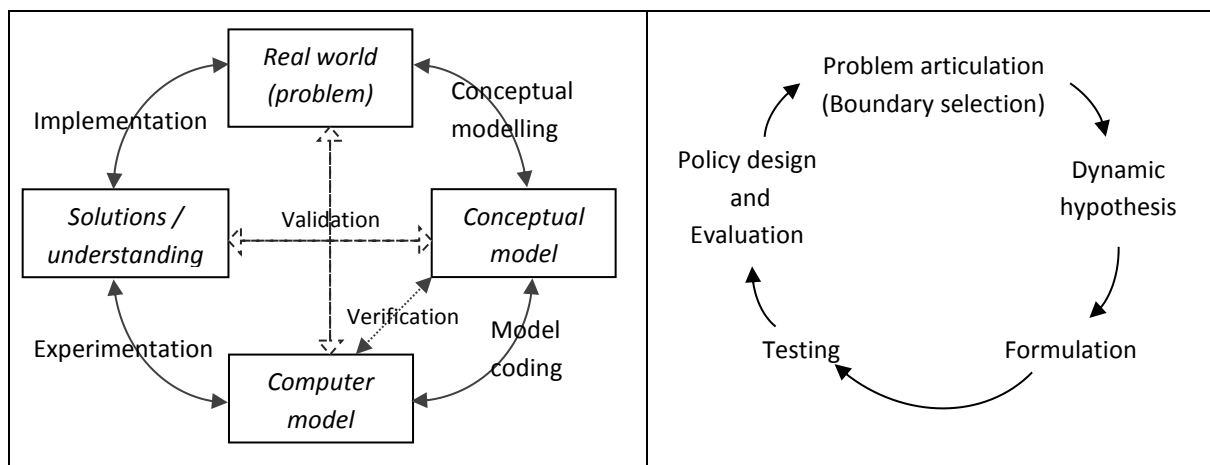 Real world
(problem)
Implementation
Conceptual
modelling
Solutions /
understanding
Validation
Conceptual
model
Verification
Experimentation
Model
coding
Computer
model
Problem articulation
(Boundary selection)
Policy design
and
Evaluation
Dynamic
hypothesis
Testing
Formulation